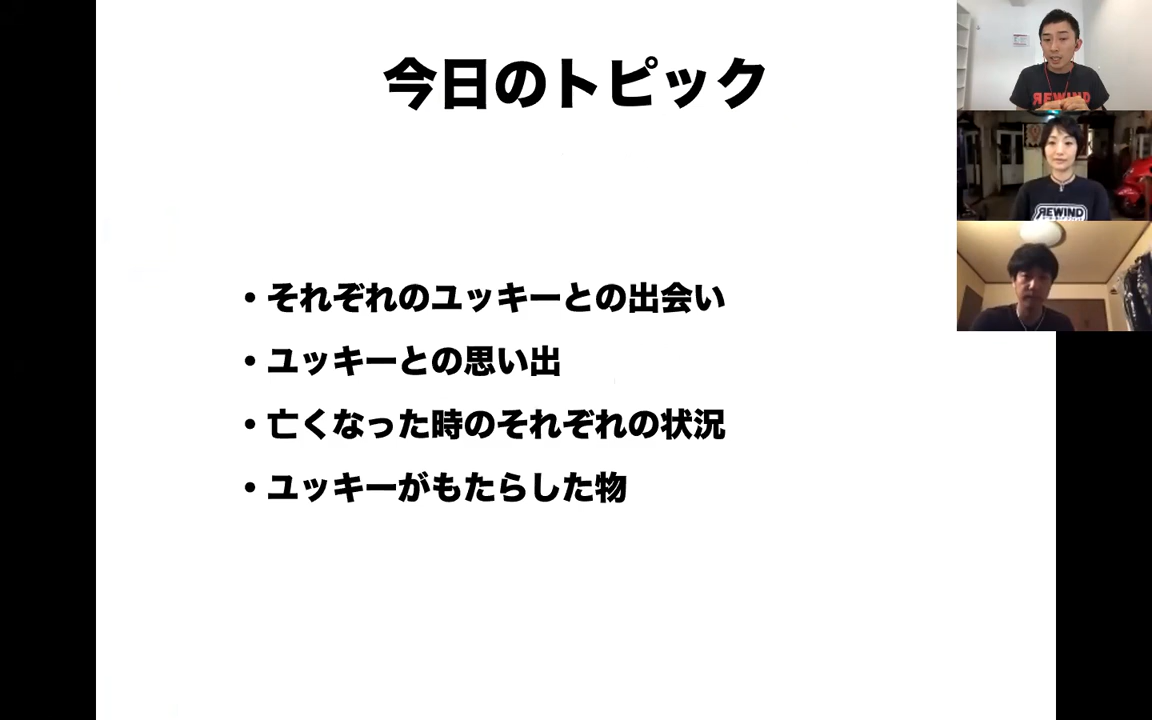 今日のトピック
・それぞれのユッキーとの出会い
・ユッキーとの思い出
・亡くなった時のそれぞれの状況
・ユッキーがもたらした物
REWIND
REWIND